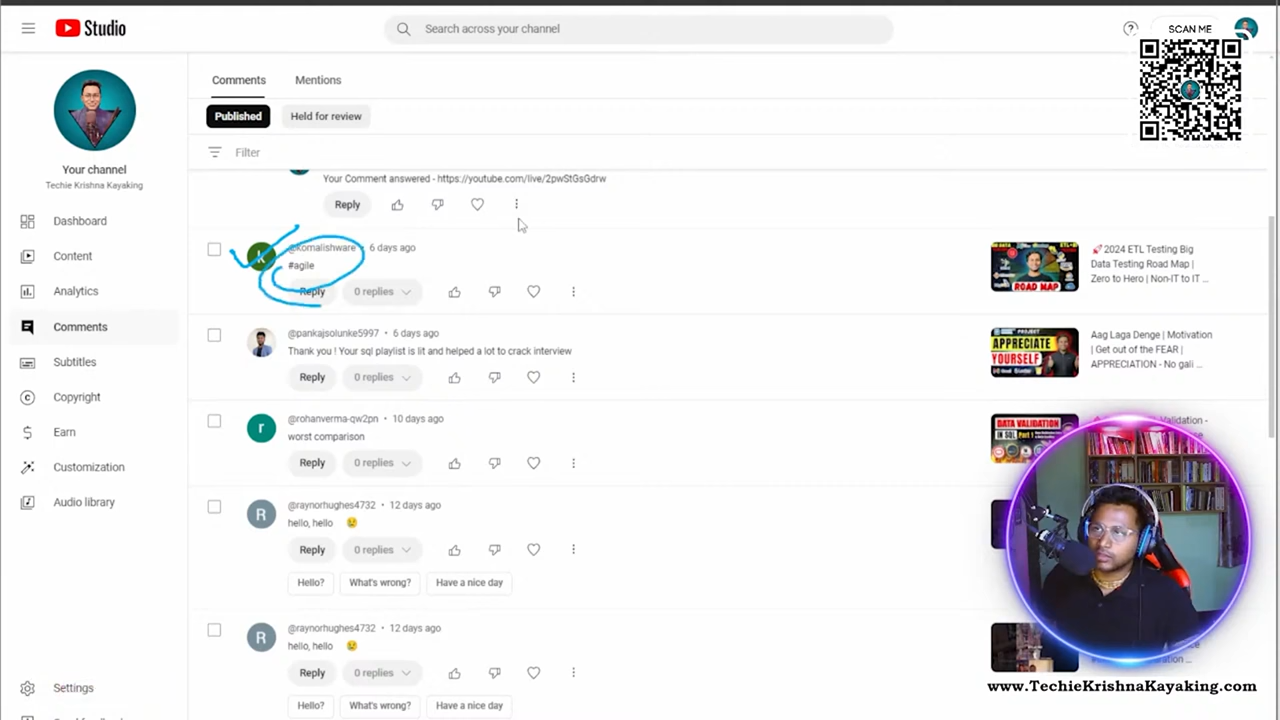 Studio
Search across your channel
?
SCAN ME
Comments
Mentions
Published
Held for review
Filter
Your channel
Techie Krishna Kayaking
Dashboard
Content
Analytics
Comments
Subtitles
Copyright
Earn
Customization
Audio library
Settings
Your Comment answered - https://youtube.com/live/2pwStGsGdrw
Reply
@komalishware • 6 days ago
#agile
Reply
0 replies
🚀2024 ETL Testing Big
Data Testing Road Map |
Zero to Hero | Non-IT to IT ...
ROAD MAP
@pankajsolunke5997 • 6 days ago
Thank you ! Your sql playlist is lit and helped a lot to crack interview
Reply
0 replies
APPRECIATE
YOURSELF
Aag Laga Denge | Motivation
| Get out of the FEAR |
APPRECIATION - No gali ...
r
@rohanverma-qw2pn • 10 days ago
worst comparison
Reply
0 replies
DATA VALIDATION
IN SQL
R
@raynorhughes4732 • 12 days ago
hello, hello 😢
Reply
0 replies
Hello?
What's wrong?
Have a nice day
R
@raynorhughes4732 • 12 days ago
hello, hello 😢
Reply
0 replies
Hello?
What's wrong?
Have a nice day
www.TechieKrishnaKayaking.com